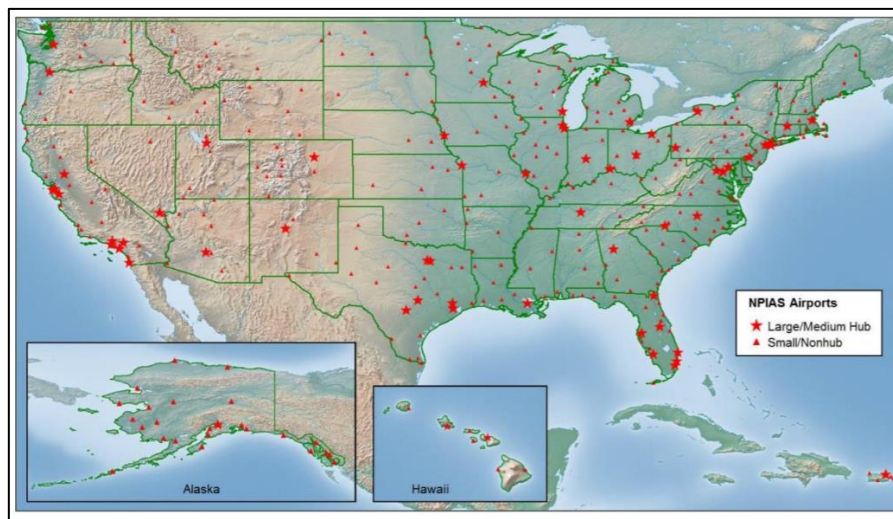 NPIAS Airports
Large/Medium Hub
Small/Nonhub
Alaska
Hawaii